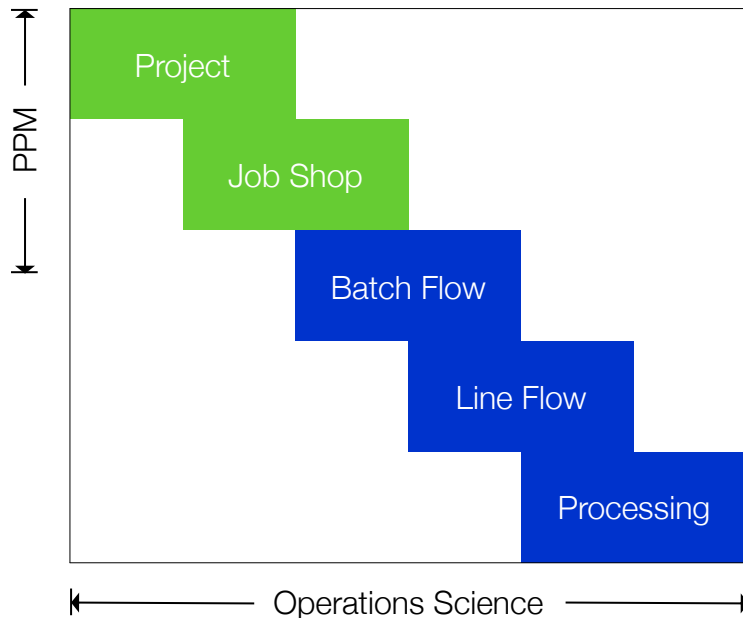 Project
PPM
Job Shop
Batch Flow
Line Flow
Processing
Operations Science